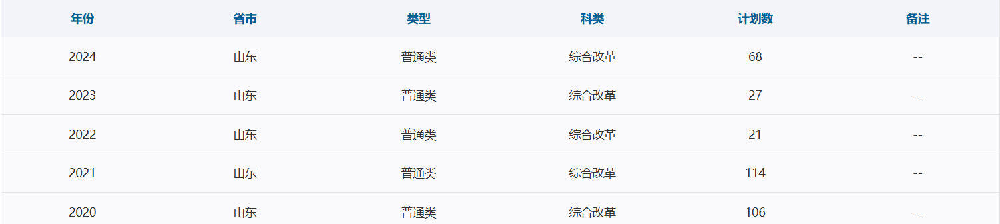 年份 省市 类型 科类 计划数 备注
2024 山东 普通类 综合改革 68 --
2023 山东 普通类 综合改革 27 --
2022 山东 普通类 综合改革 21 --
2021 山东 普通类 综合改革 114 --
2020 山东 普通类 综合改革 106 --